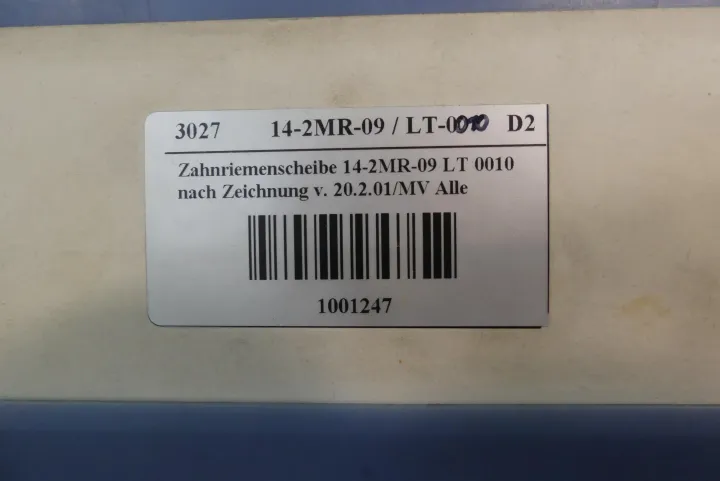 3027 14-2MR-09 / LT-0010 D2
Zahnriemenscheibe 14-2MR-09 LT 0010
nach Zeichnung v. 20.2.01/MV Alle
1001247